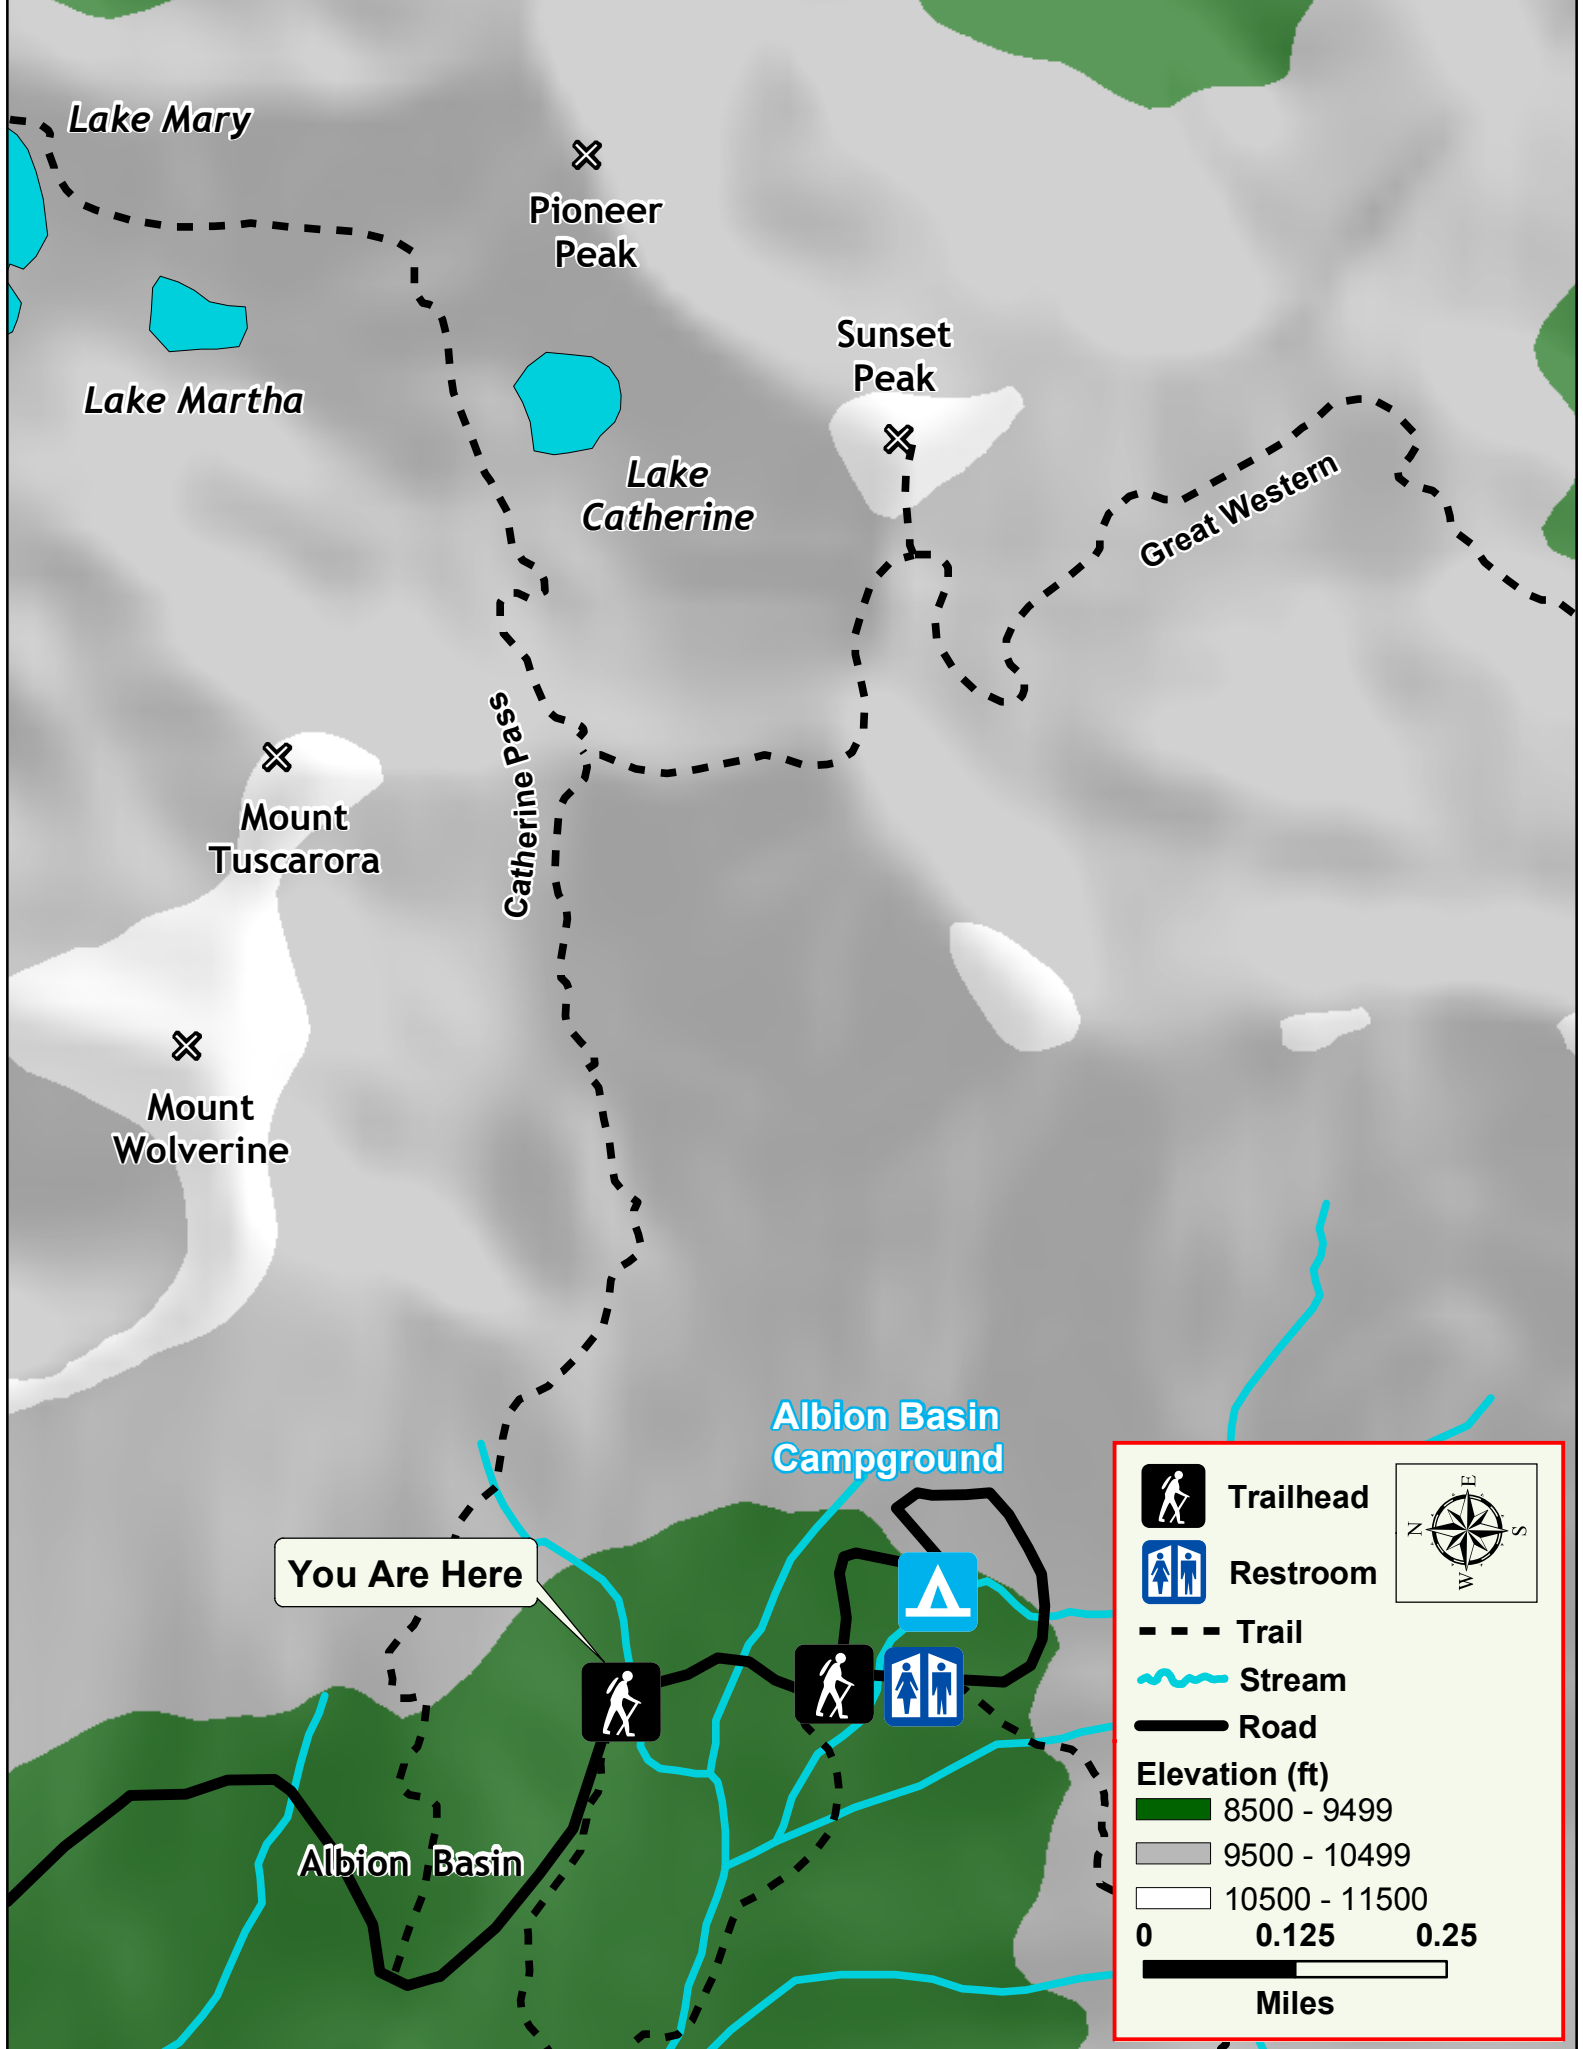 Lake Mary
Pioneer
Peak
Sunset
Peak
Lake Martha
Lake
Catherine
Great Western
Catherine Pass
Mount
Tuscarora
Mount
Wolverine
Albion Basin
Campground
You Are Here
Albion Basin
Trailhead
Restroom
Trail
Stream
Road
Elevation (ft)
8500 - 9499
9500 - 10499
10500 - 11500
0 0.125 0.25
Miles
E
N S
W